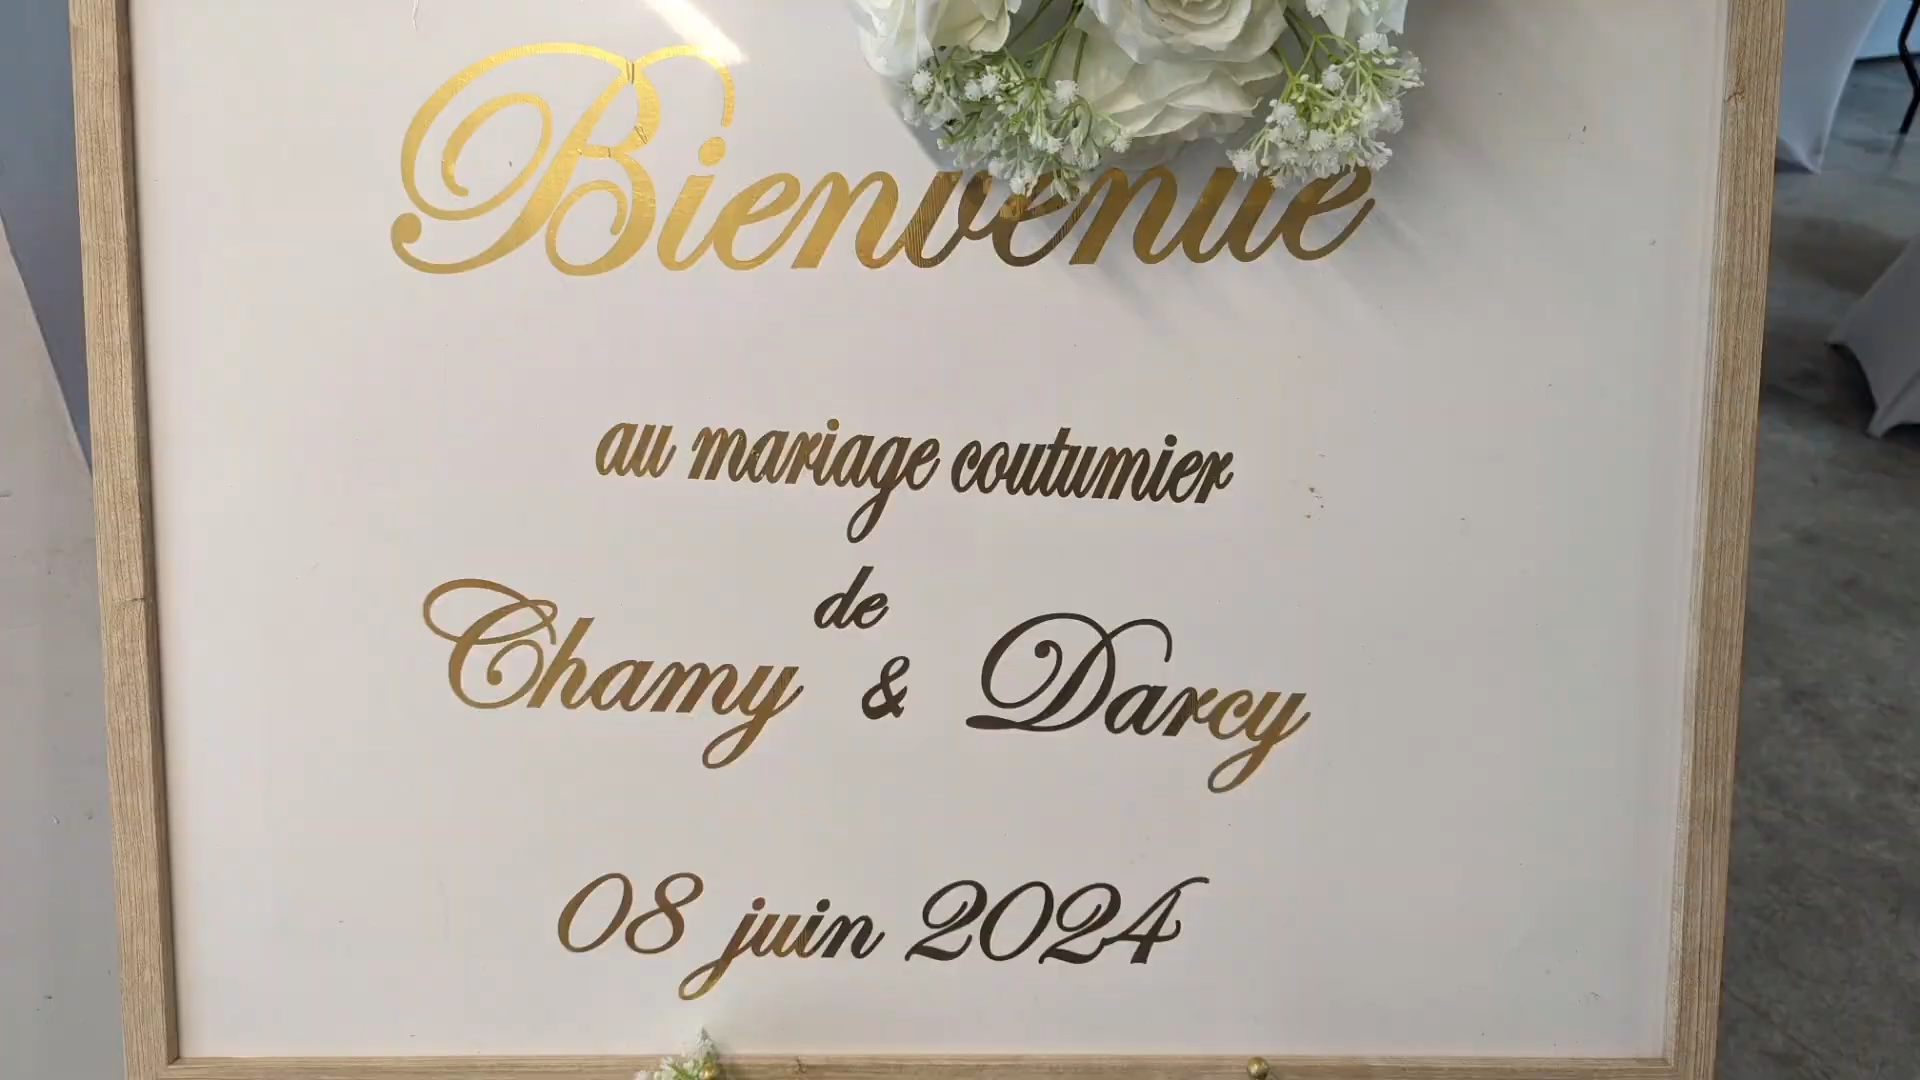 Bienvenue
au mariage coutumier
de
Chamy & Darcy
08 juin 2024